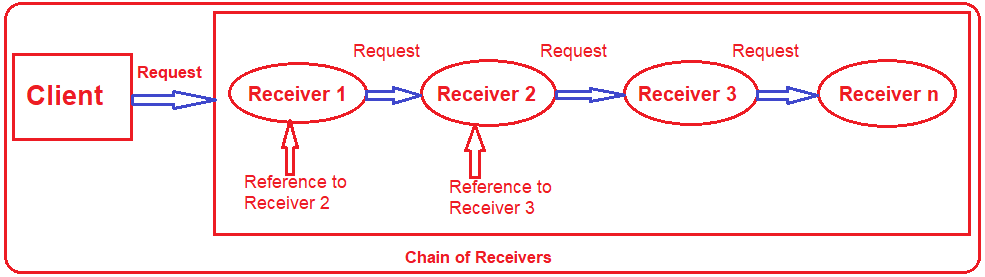 Client
Request
Request
Request
Request
Receiver 1
Receiver 2
Receiver 3
Receiver n
Reference to
Receiver 2
Reference to
Receiver 3
Chain of Receivers